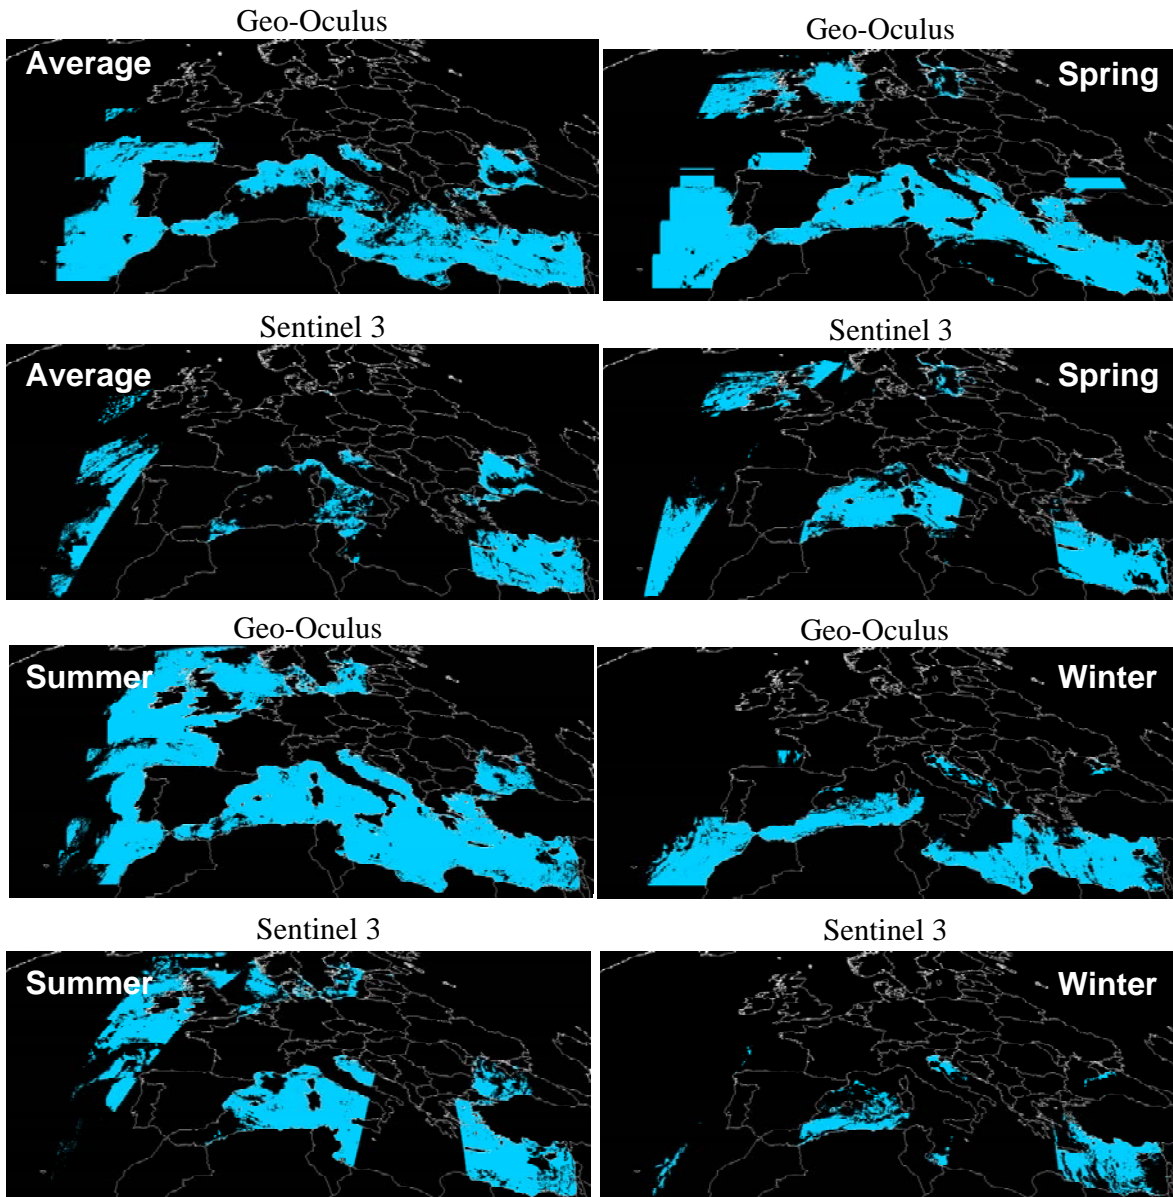 Geo-Oculus
Average
Geo-Oculus
Spring
Sentinel 3
Average
Sentinel 3
Spring
Geo-Oculus
Summer
Geo-Oculus
Winter
Sentinel 3
Summer
Sentinel 3
Winter